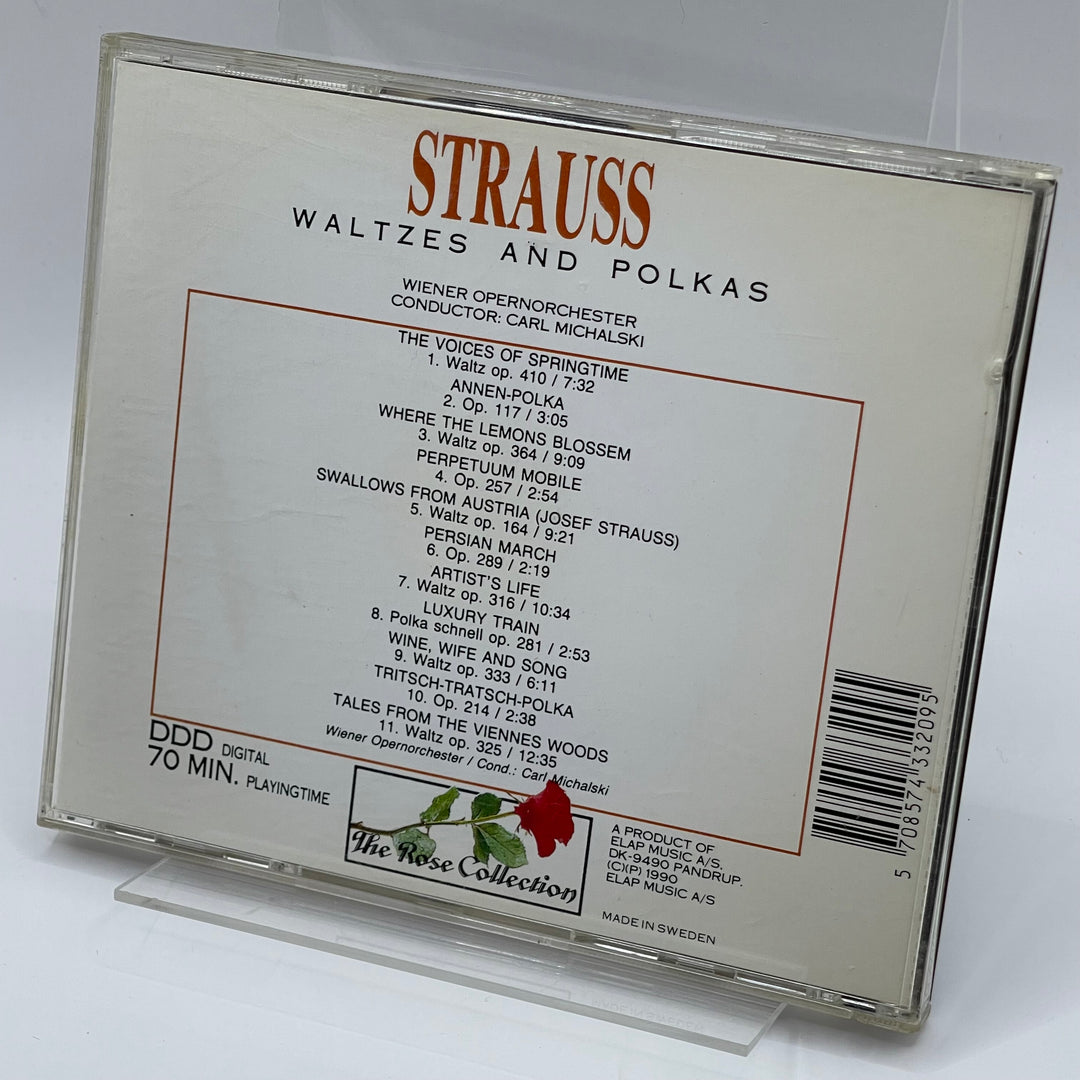 STRAUSS
WALTZES AND POLKAS
WIENER OPERNORCHESTER
CONDUCTOR: CARL MICHALSKI
THE VOICES OF SPRINGTIME
1. Waltz op. 410 / 7:32
ANNEN-POLKA
2. Op. 117 / 3:05
WHERE THE LEMONS BLOSSEM
3. Waltz op. 364 / 9:09
PERPETUUM MOBILE
4. Op. 257 / 2:54
SWALLOWS FROM AUSTRIA (JOSEF STRAUSS)
5. Waltz op. 164 / 9:21
PERSIAN MARCH
6. Op. 289 / 2:19
ARTIST'S LIFE
7. Waltz op. 316 / 10:34
LUXURY TRAIN
8. Polka schnell op. 281 / 2:53
WINE, WIFE AND SONG
9. Waltz op. 333 / 6:11
TRITSCH-TRATSCH-POLKA
10. Op. 214 / 2:38
TALES FROM THE VIENNES WOODS
11. Waltz op. 325 / 12:35
Wiener Opernorchester / Cond.: Carl Michalski
DDD DIGITAL
70 MIN. PLAYINGTIME
The Rose Collection
A PRODUCT OF
ELAP MUSIC A/S.
DK-9490 PANDRUP.
(C)(P) 1990
ELAP MUSIC A/S
MADE IN SWEDEN
5 708574 332095